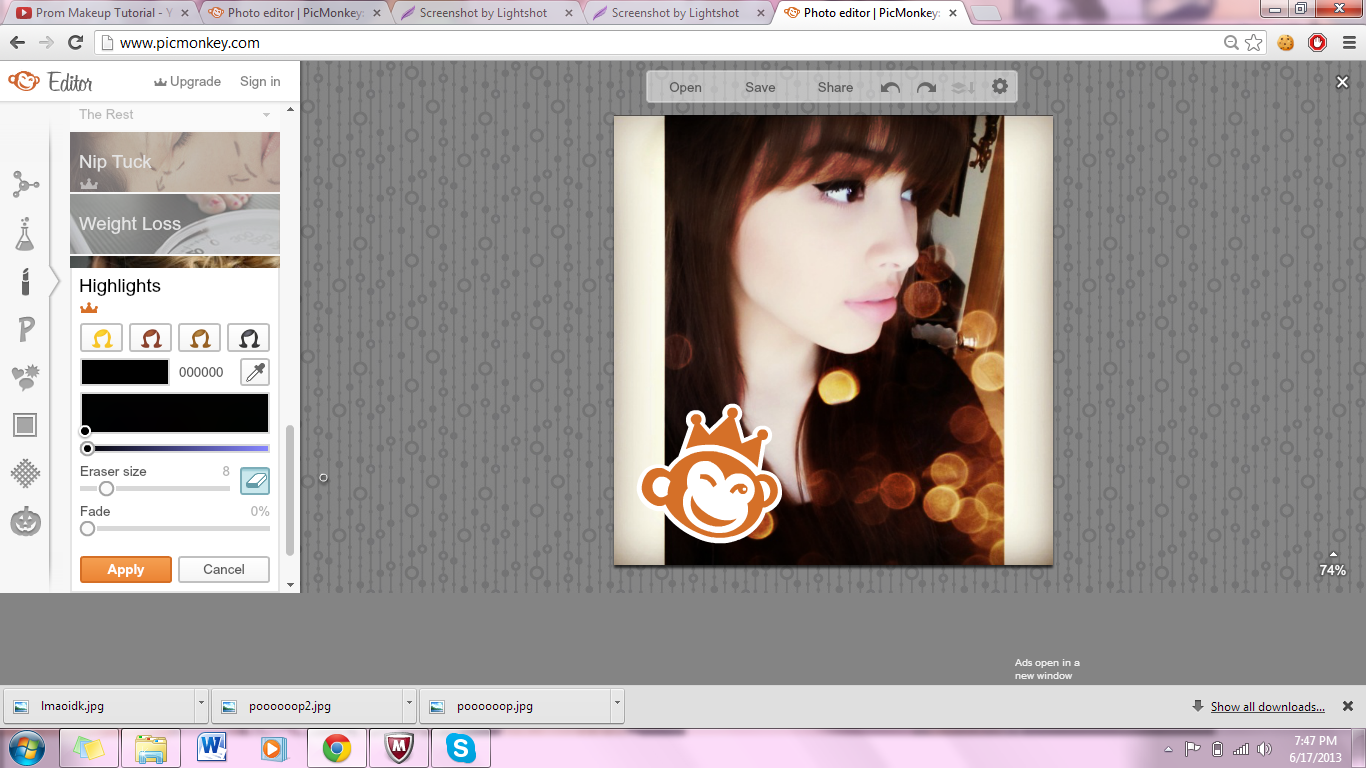 Prom Makeup Tutorial - Y
Photo editor | PicMonkey:
Screenshot by Lightshot
Screenshot by Lightshot
Photo editor | PicMonkey:
www.picmonkey.com
Editor
Upgrade
Sign in
Open
Save
Share
The Rest
Nip Tuck
Weight Loss
Highlights
000000
Eraser size 8
Fade 0%
Apply
Cancel
74%
Ads open in a
new window
lmaoidk.jpg
poooooop2.jpg
poooooop.jpg
Show all downloads...
7:47 PM
6/17/2013